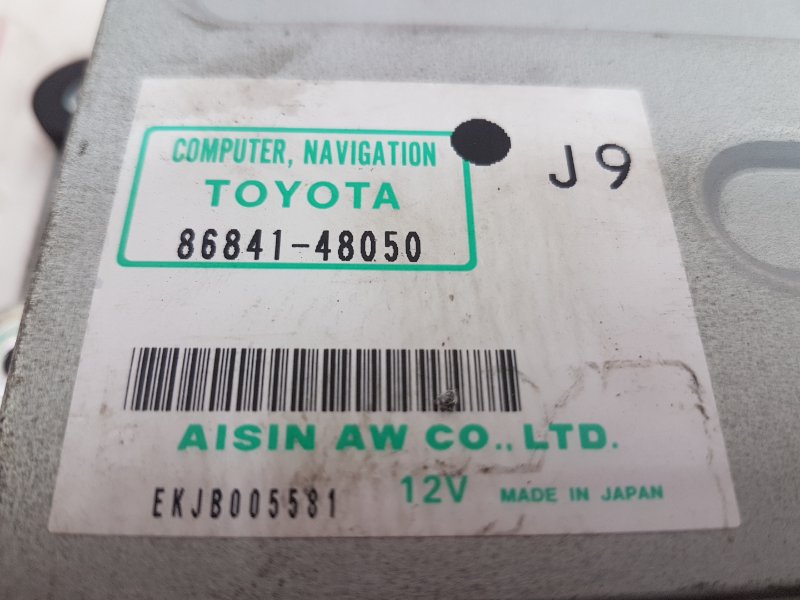 COMPUTER, NAVIGATION
TOYOTA
86841-48050
J9
AISIN AW CO., LTD.
EKJB005581 12V MADE IN JAPAN